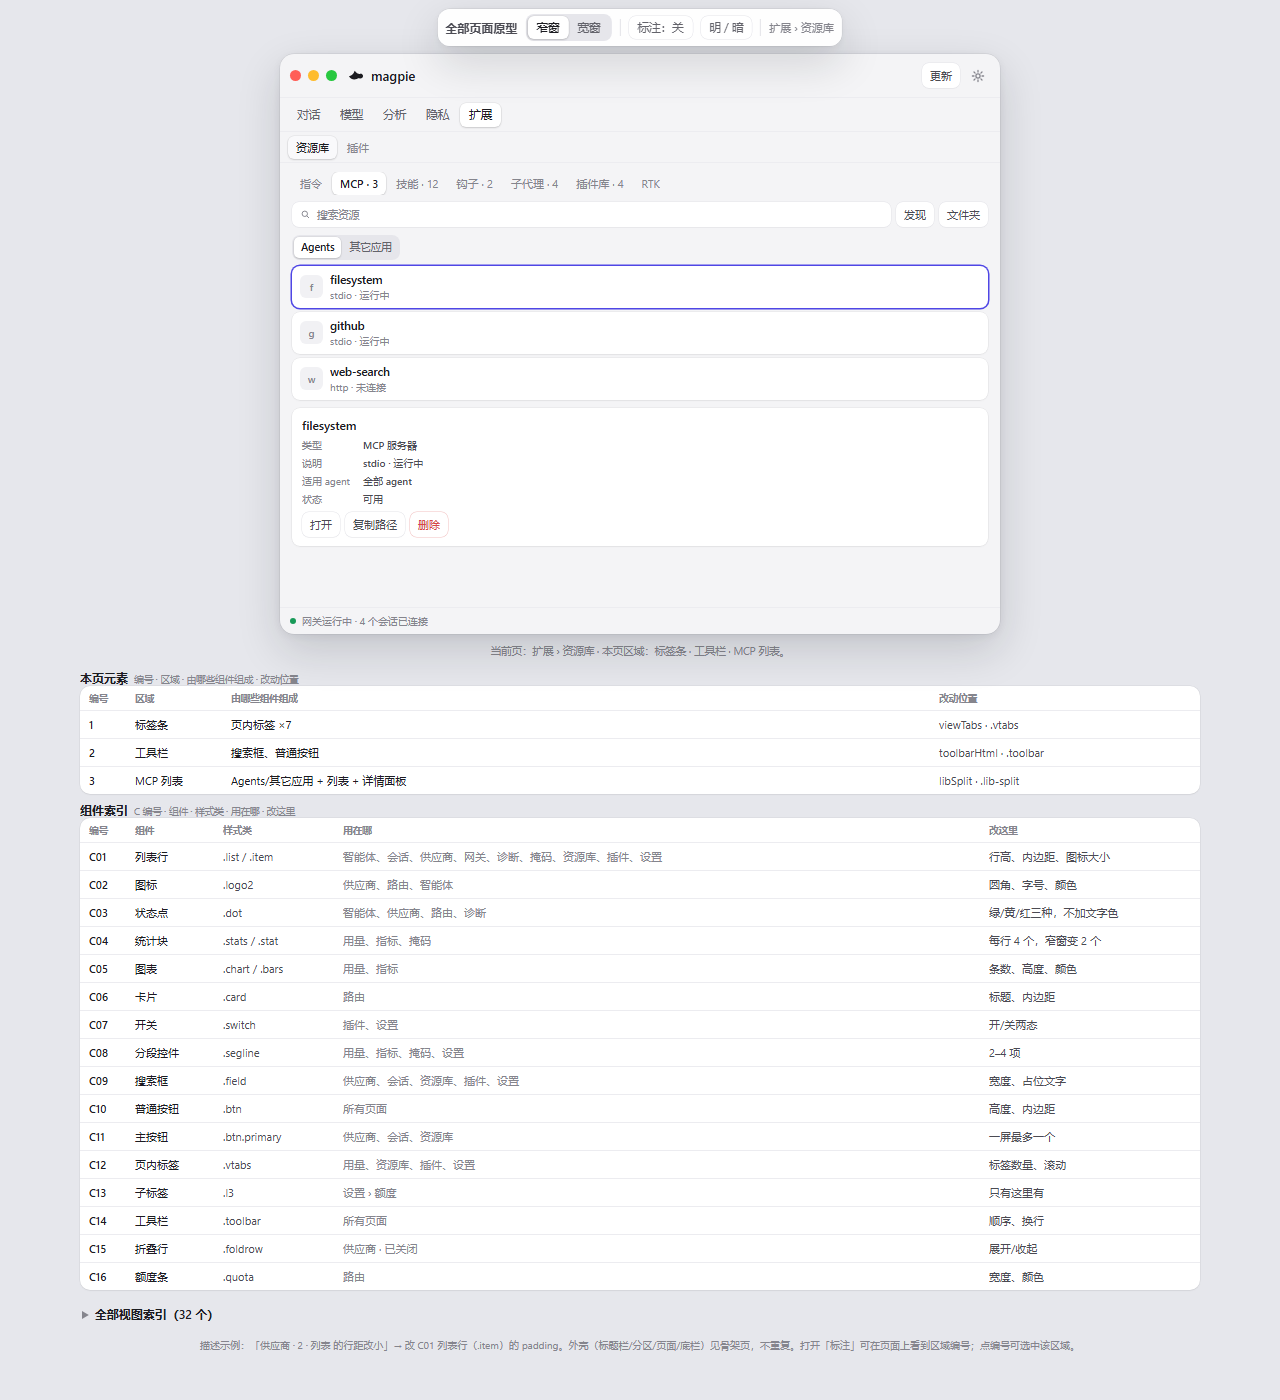 全部页面原型 窄窗 宽窗 标注：关 明 / 暗 扩展 › 资源库
magpie 更新
对话 模型 分析 隐私 扩展
资源库 插件
指令 MCP · 3 技能 · 12 钩子 · 2 子代理 · 4 插件库 · 4 RTK
搜索资源 发现 文件夹
Agents 其它应用
f filesystem
stdio · 运行中
g github
stdio · 运行中
w web-search
http · 未连接
filesystem
类型 MCP 服务器
说明 stdio · 运行中
适用 agent 全部 agent
状态 可用
打开 复制路径 删除
网关运行中 · 4 个会话已连接
当前页：扩展 › 资源库 · 本页区域：标签条 · 工具栏 · MCP 列表。
本页元素 编号 · 区域 · 由哪些组件组成 · 改动位置
编号 区域 由哪些组件组成 改动位置
1 标签条 页内标签 ×7 viewTabs · .vtabs
2 工具栏 搜索框、普通按钮 toolbarHtml · .toolbar
3 MCP 列表 Agents/其它应用 + 列表 + 详情面板 libSplit · .lib-split
组件索引 C 编号 · 组件 · 样式类 · 用在哪 · 改这里
编号 组件 样式类 用在哪 改这里
C01 列表行 .list / .item 智能体、会话、供应商、网关、诊断、掩码、资源库、插件、设置 行高、内边距、图标大小
C02 图标 .logo2 供应商、路由、智能体 圆角、字号、颜色
C03 状态点 .dot 智能体、供应商、路由、诊断 绿/黄/红三种，不加文字色
C04 统计块 .stats / .stat 用量、指标、掩码 每行 4 个，窄窗变 2 个
C05 图表 .chart / .bars 用量、指标 条数、高度、颜色
C06 卡片 .card 路由 标题、内边距
C07 开关 .switch 插件、设置 开/关两态
C08 分段控件 .segline 用量、指标、掩码、设置 2–4 项
C09 搜索框 .field 供应商、会话、资源库、插件、设置 宽度、占位文字
C10 普通按钮 .btn 所有页面 高度、内边距
C11 主按钮 .btn.primary 供应商、会话、资源库 一屏最多一个
C12 页内标签 .vtabs 用量、资源库、插件、设置 标签数量、滚动
C13 子标签 .l3 设置 › 额度 只有这里有
C14 工具栏 .toolbar 所有页面 顺序、换行
C15 折叠行 .foldrow 供应商 · 已关闭 展开/收起
C16 额度条 .quota 路由 宽度、颜色
全部视图索引（32 个）
描述示例：「供应商 · 2 · 列表 的行距改小」→ 改 C01 列表行（.item）的 padding。外壳（标题栏/分区/页面/底栏）见骨架页，不重复。打开「标注」可在页面上看到区域编号；点编号可选中该区域。